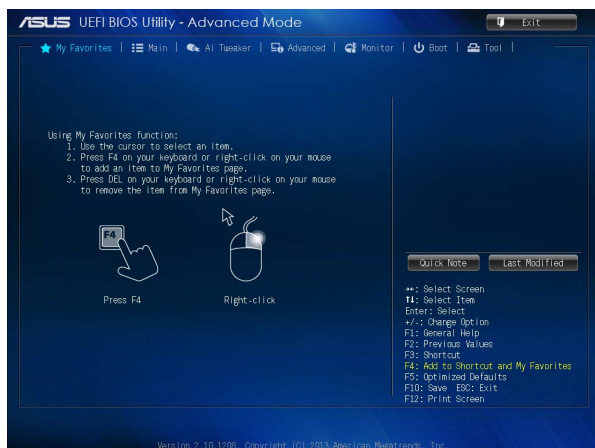 ASUS UEFI BIOS Utility - Advanced Mode
Exit
My Favorites | Main | Ai Tweaker | Advanced | Monitor | Boot | Tool |
Using My Favorites function:
1. Use the cursor to select an item.
2. Press F4 on your keyboard or right-click on your mouse
to add an item to My Favorites page.
3. Press DEL on your keyboard or right-click on your mouse
to remove the item from My Favorites page.
F4
Press F4
Right-click
Quick Note
Last Modified
→←: Select Screen
↑↓: Select Item
Enter: Select
+/-: Change Option
F1: General Help
F2: Previous Values
F3: Shortcut
F4: Add to Shortcut and My Favorites
F5: Optimized Defaults
F10: Save ESC: Exit
F12: Print Screen
Version 2.10.1208. Copyright (C) 2013 American Megatrends, Inc.